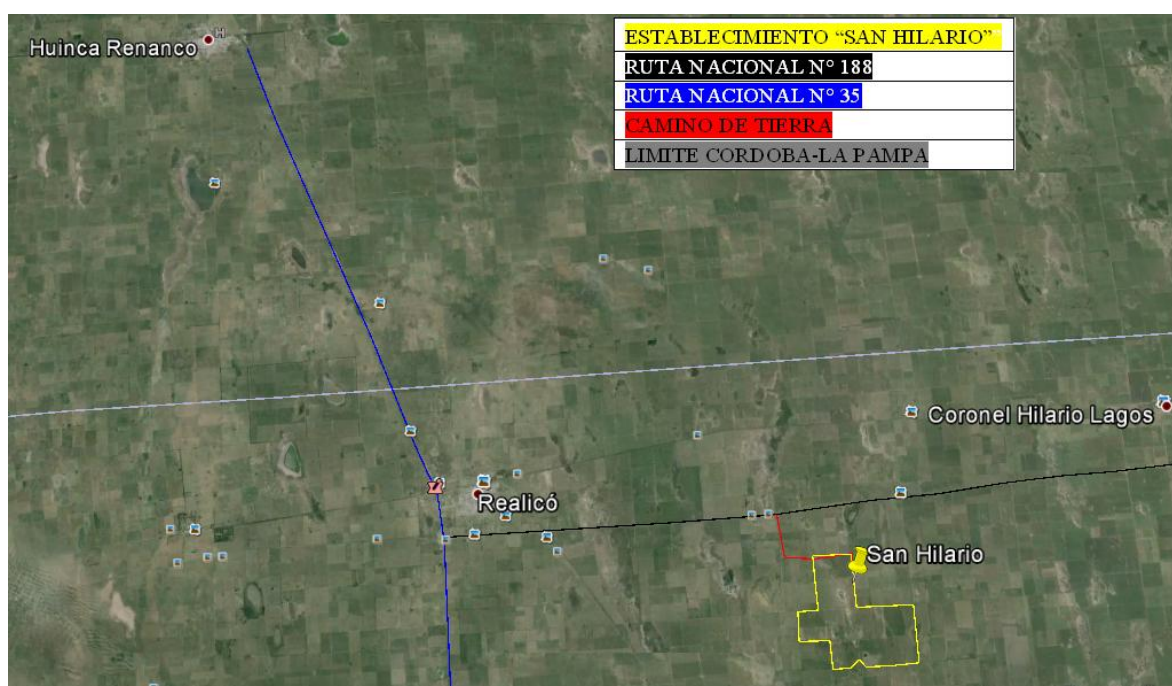 Huinca Renanco
H
ESTABLECIMIENTO “SAN HILARIO”
RUTA NACIONAL N° 188
RUTA NACIONAL N° 35
CAMINO DE TIERRA
LIMITE CORDOBA-LA PAMPA
Coronel Hilario Lagos
Realicó
San Hilario